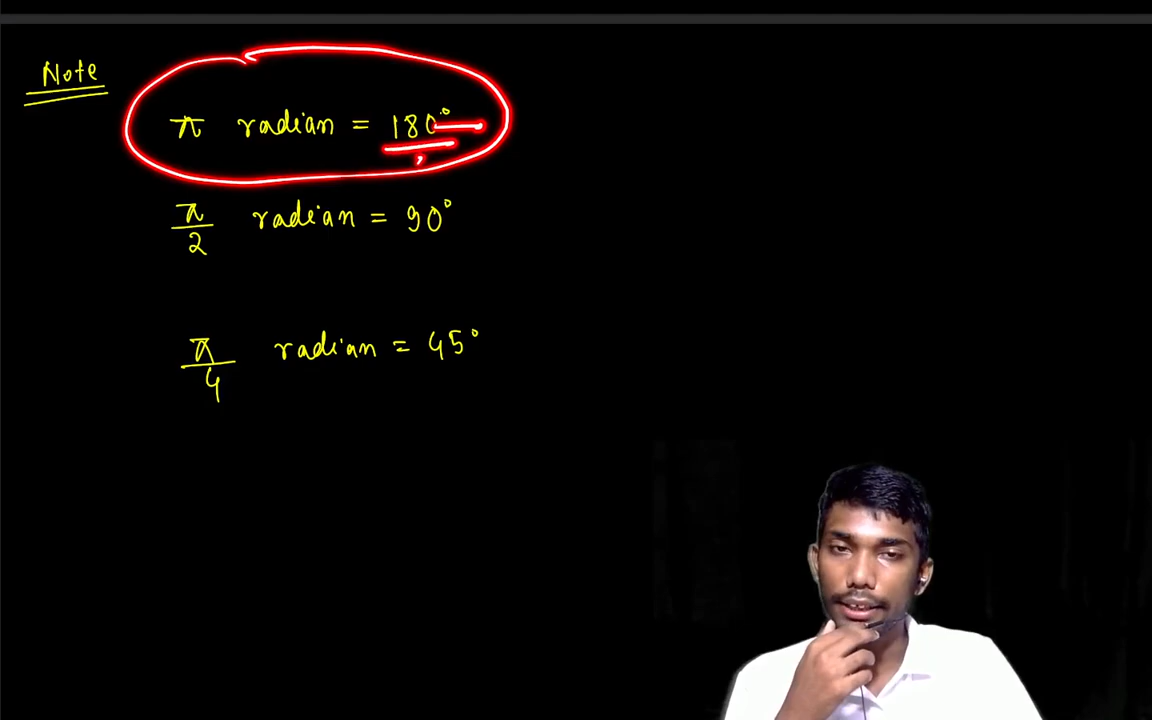 Note
π radian = 180°
π/2 radian = 90°
π/4 radian = 45°